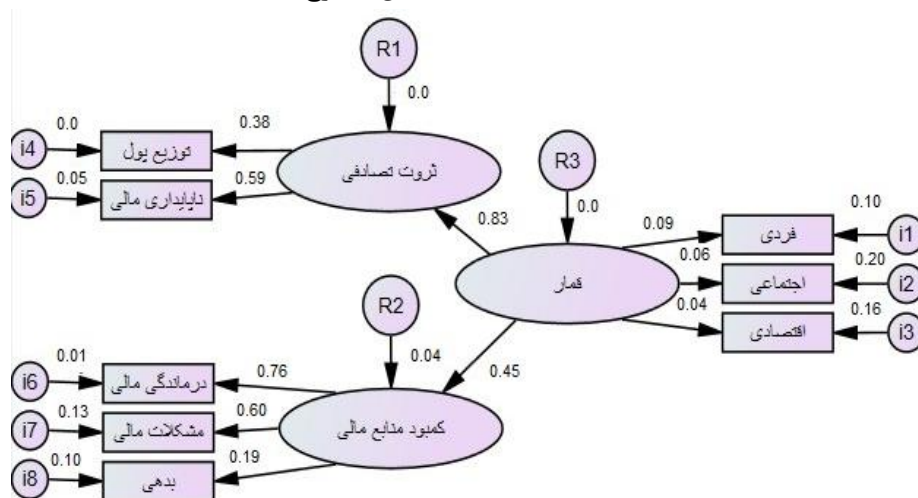 R1
0.0
i4
0.0
توزیع پول
0.38
ثروت تصادفی
i5
0.05
ناپایداری مالی
0.59
R3
0.0
0.83
قمار
0.09
فردی
0.10
i1
0.06
اجتماعی
0.20
i2
0.04
اقتصادی
0.16
i3
R2
0.04
0.45
i6
0.01
درماندگی مالی
0.76
کمبود منابع مالی
i7
0.13
مشکلات مالی
0.60
i8
0.10
بدهی
0.19